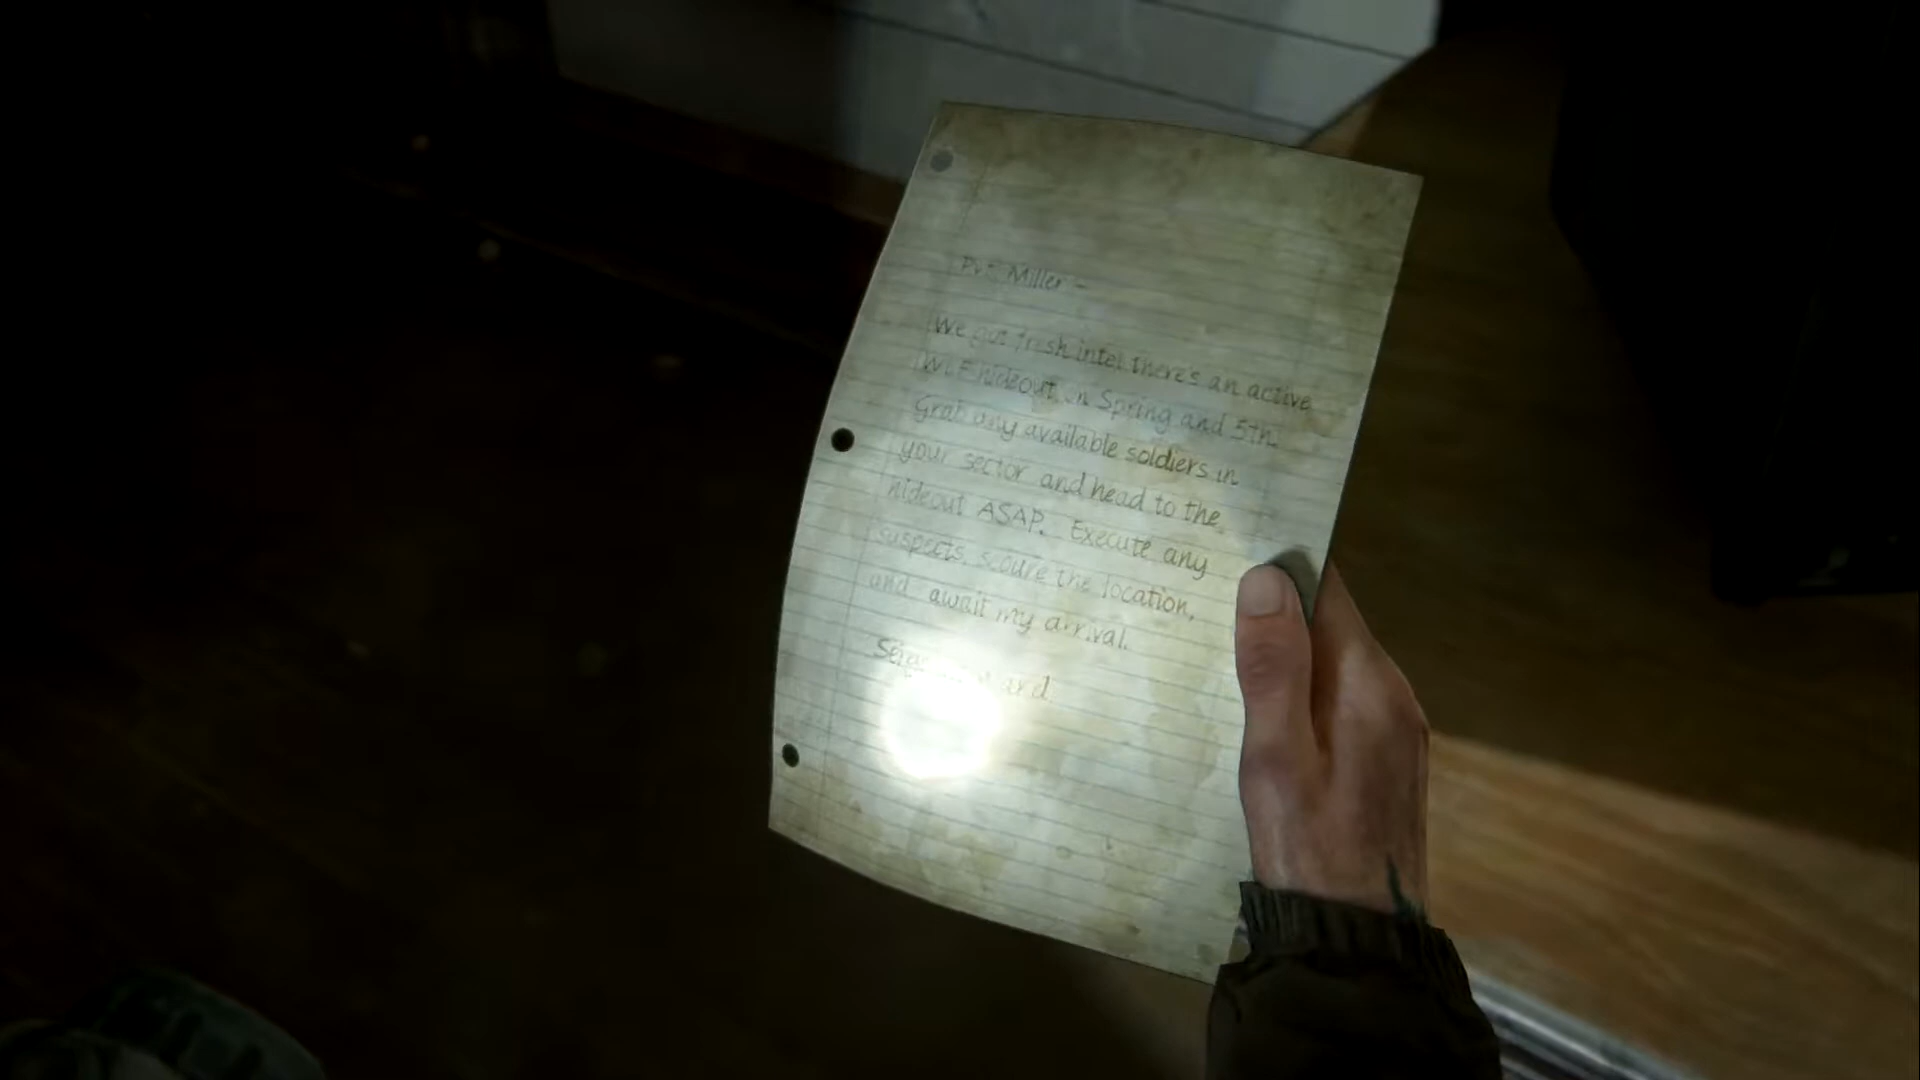 Pvt Miller -
We got fresh intel there's an active
WLF hideout on Spring and 5th.
Grab any available soldiers in
your sector and head to the
hideout ASAP. Execute any
suspects, scoure the location,
and await my arrival.